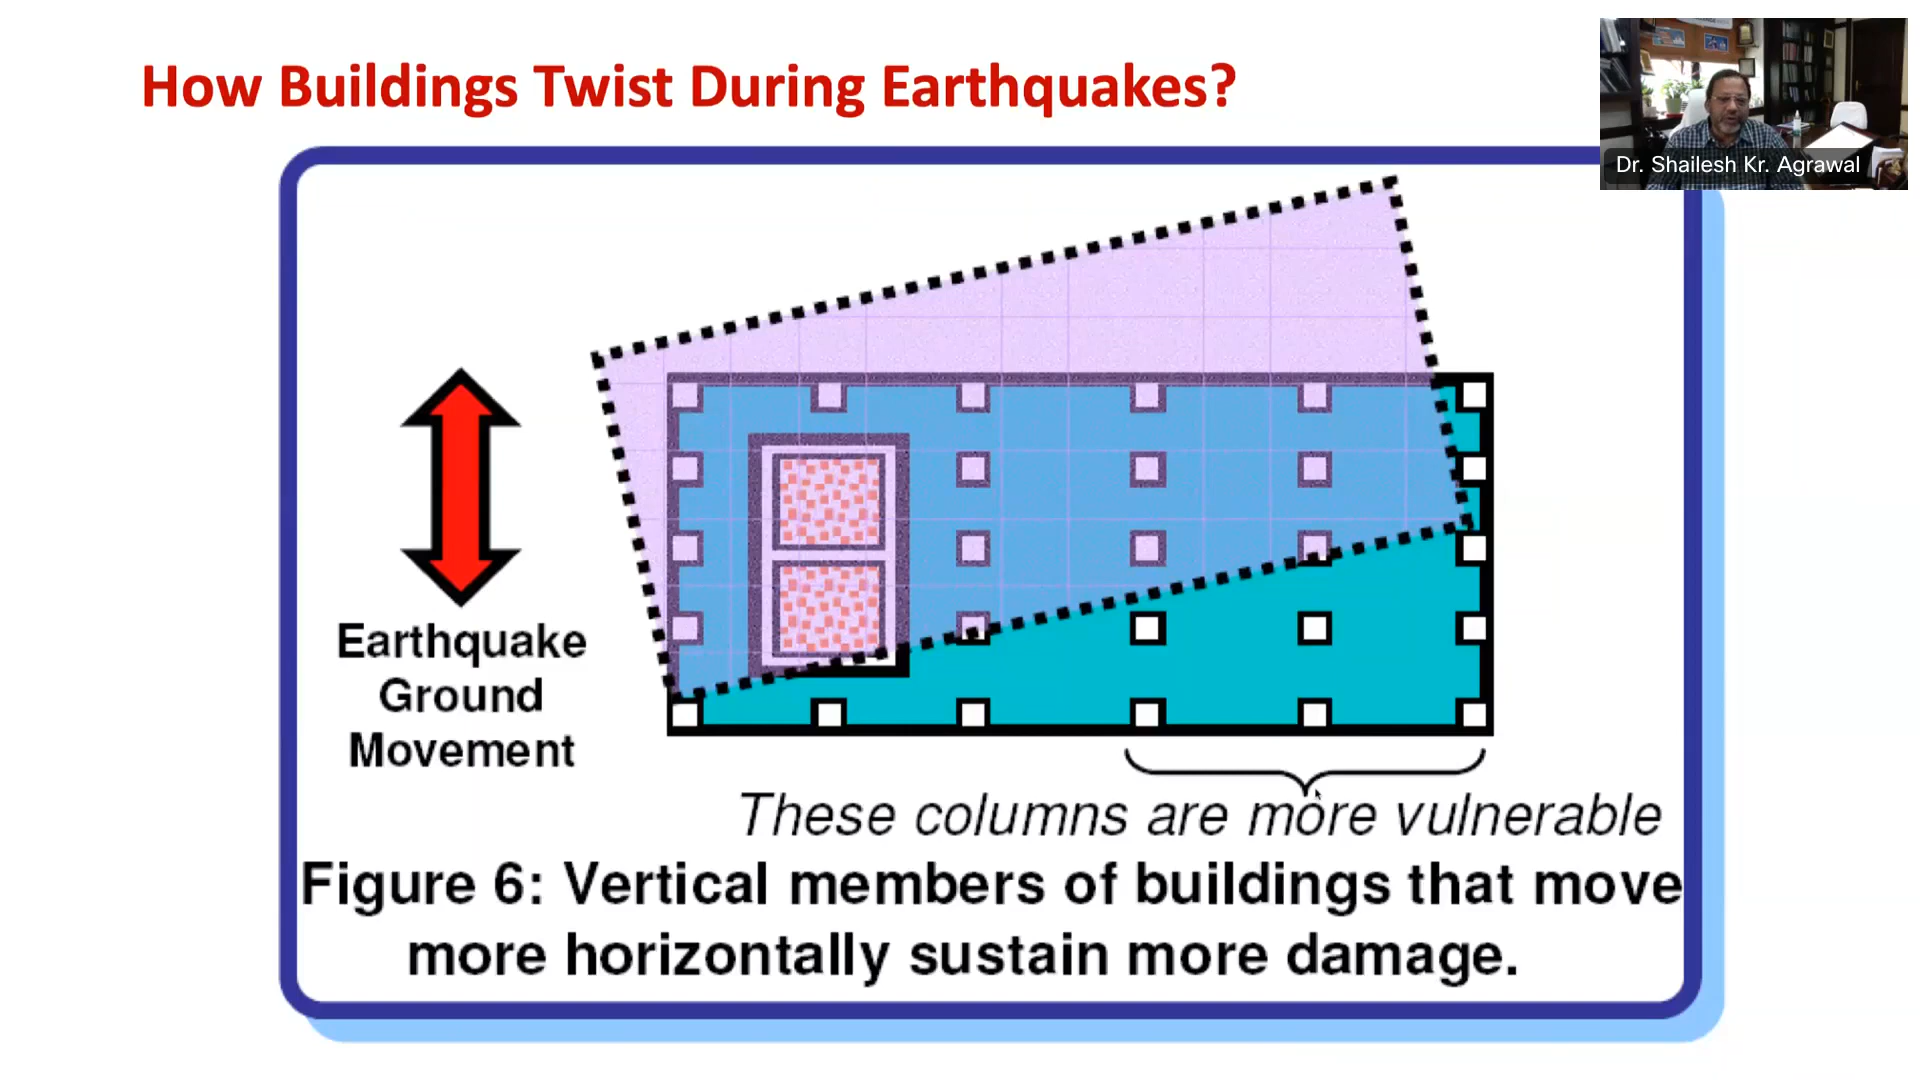 How Buildings Twist During Earthquakes?
Dr. Shailesh Kr. Agrawal
Earthquake
Ground
Movement
These columns are more vulnerable
Figure 6: Vertical members of buildings that move
more horizontally sustain more damage.